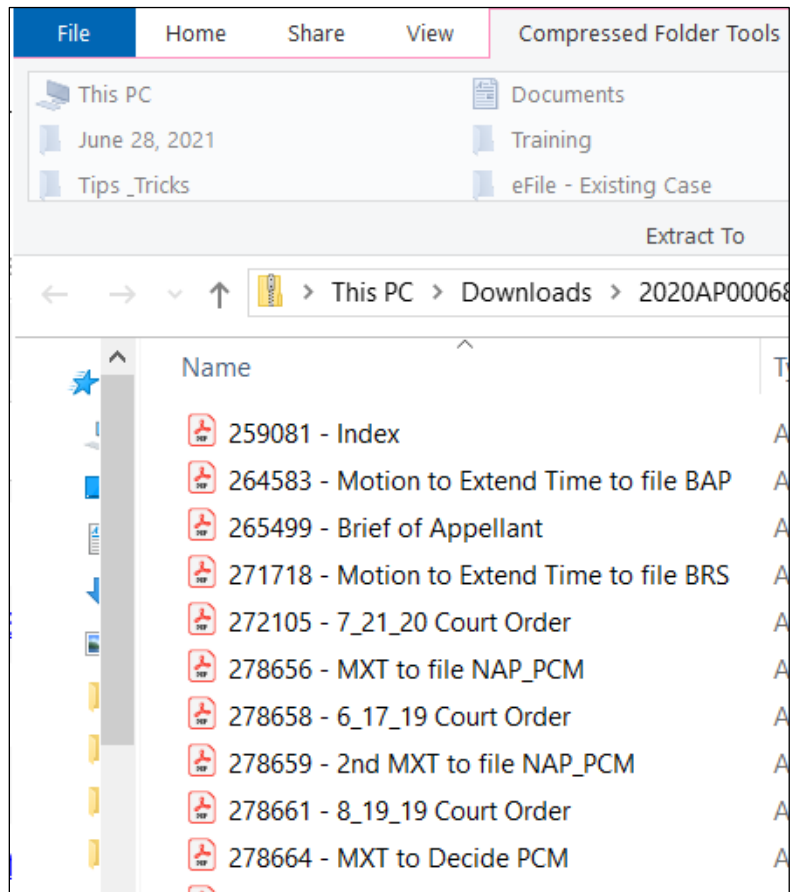 File Home Share View Compressed Folder Tools
This PC Documents
June 28, 2021 Training
Tips _Tricks eFile - Existing Case
Extract To
This PC > Downloads > 2020AP00068
Name
259081 - Index
264583 - Motion to Extend Time to file BAP
265499 - Brief of Appellant
271718 - Motion to Extend Time to file BRS
272105 - 7_21_20 Court Order
278656 - MXT to file NAP_PCM
278658 - 6_17_19 Court Order
278659 - 2nd MXT to file NAP_PCM
278661 - 8_19_19 Court Order
278664 - MXT to Decide PCM